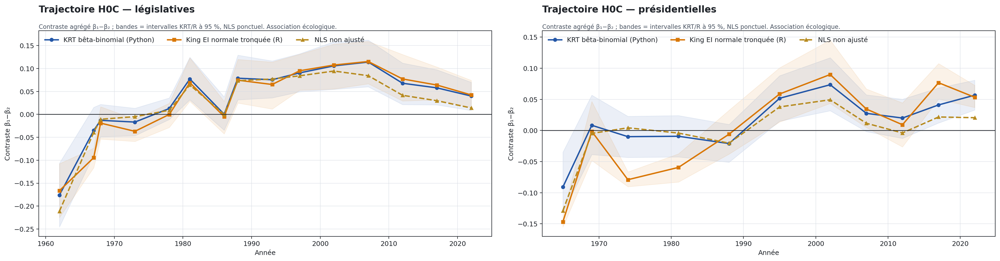 Trajectoire H0C — législatives
Contraste agrégé β₁−β₂ ; bandes = intervalles KRT/R à 95 %, NLS ponctuel. Association écologique.
KRT bêta-binomial (Python)
King EI normale tronquée (R)
NLS non ajusté
0.15
0.10
0.05
0.00
−0.05
−0.10
−0.15
−0.20
−0.25
Contraste β₁−β₂
1960
1970
1980
1990
2000
2010
2020
Année
Trajectoire H0C — présidentielles
Contraste agrégé β₁−β₂ ; bandes = intervalles KRT/R à 95 %, NLS ponctuel. Association écologique.
KRT bêta-binomial (Python)
King EI normale tronquée (R)
NLS non ajusté
0.15
0.10
0.05
0.00
−0.05
−0.10
−0.15
Contraste β₁−β₂
1970
1980
1990
2000
2010
2020
Année